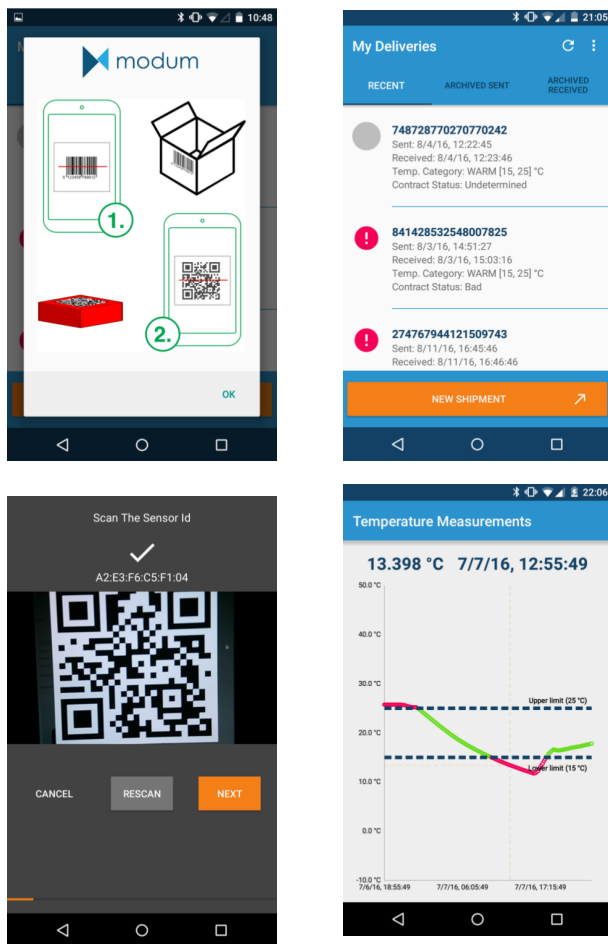 10:48
modum
0 123456 789012
1.
2.
OK
21:05
My Deliveries
RECENT
ARCHIVED SENT
ARCHIVED
RECEIVED
748728770270770242
Sent: 8/4/16, 12:22:45
Received: 8/4/16, 12:23:46
Temp. Category: WARM [15, 25] °C
Contract Status: Undetermined
841428532548007825
Sent: 8/3/16, 14:51:27
Received: 8/3/16, 15:03:16
Temp. Category: WARM [15, 25] °C
Contract Status: Bad
274767944121509743
Sent: 8/11/16, 16:45:46
Received: 8/11/16, 16:46:46
NEW SHIPMENT
Scan The Sensor Id
A2:E3:F6:C5:F1:04
CANCEL
RESCAN
NEXT
22:06
Temperature Measurements
13.398 °C 7/7/16, 12:55:49
50.0 °C
40.0 °C
30.0 °C
Upper limit (25 °C)
20.0 °C
Lower limit (15 °C)
10.0 °C
0.0 °C
-10.0 °C
7/6/16, 18:55:49
7/7/16, 06:05:49
7/7/16, 17:15:49